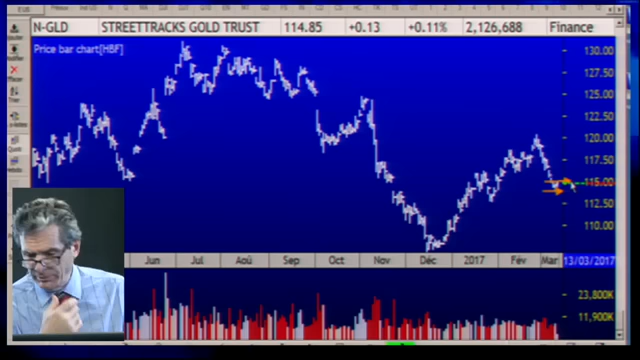 N-GLD STREETTRACKS GOLD TRUST 114.85 +0.13 +0.11% 2,126,688 Finance
Price bar chart[HBF]
130.00
127.50
125.00
122.50
120.00
117.50
115.00
112.50
110.00
Jun Jul Aoû Sep Oct Nov Déc 2017 Fév Mar 13/03/2017
23,800K
11,900K